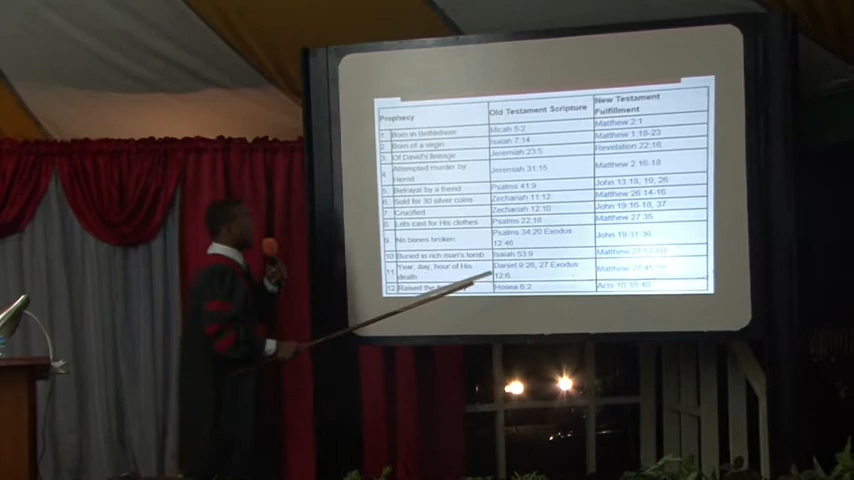 Prophecy Old Testament Scripture New Testament Fulfillment
1. Born in Bethlehem Micah 5:2 Matthew 2:1
2. Born of a virgin Isaiah 7:14 Matthew 1:18-23
3. Of David's lineage Jeremiah 23:5 Revelation 22:16
4. Attempted murder by Herod Jeremiah 31:15 Matthew 2:16-18
5. Betrayal by a friend Psalms 41:9 John 13:18, 19, 26
6. Sold for 30 silver coins Zechariah 11:12 Matthew 26:14-16
7. Crucified Zechariah 12:10 John 19:16-18, 37
8. Lots cast for His clothes Psalms 22:18 Matthew 27:35
9. No bones broken Psalms 34:20 Exodus 12:46 John 19:31-36
10. Buried in rich man's tomb Isaiah 53:9 Matthew 27:57-60
11. Year, day, hour of His death Daniel 9:26, 27 Exodus 12:6 Matthew
12. Raised the Hosea 6:2 Acts